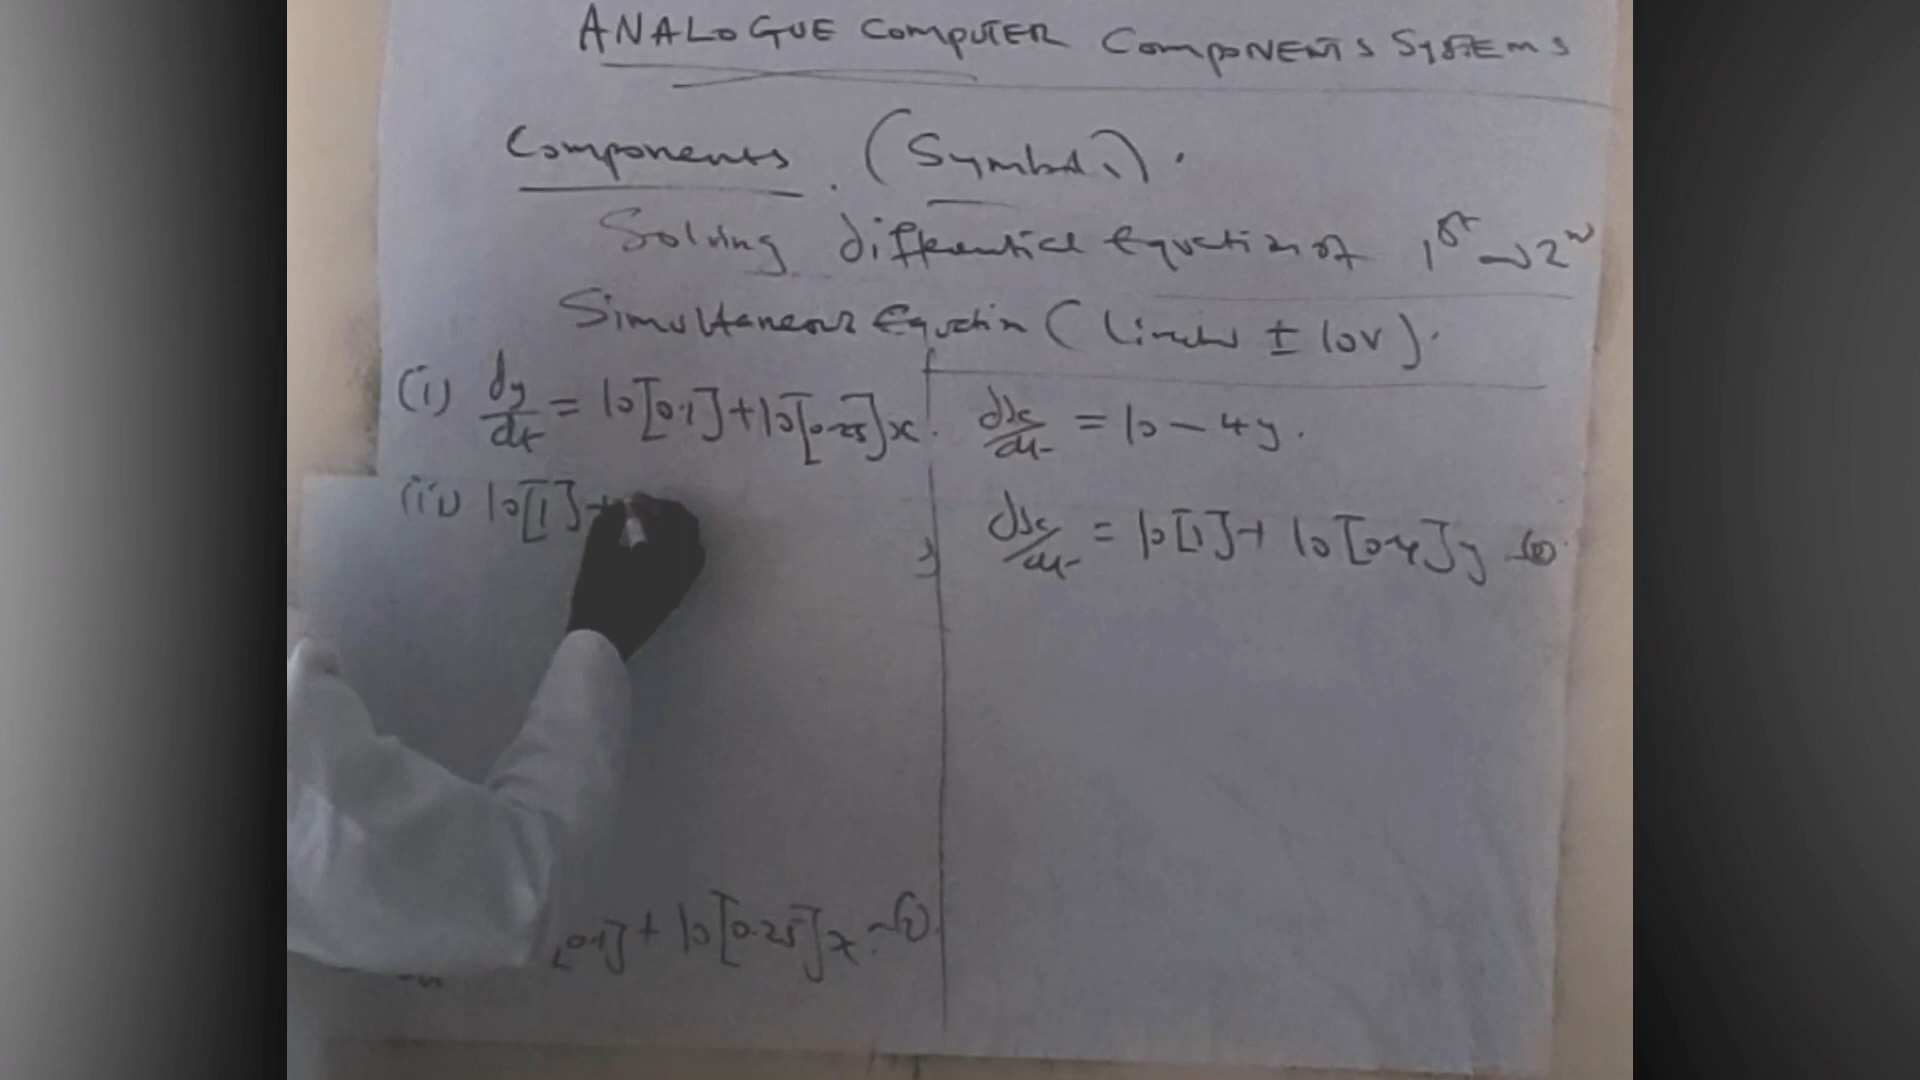 ANALOGUE COMPUTER COMPONENTS SYSTEMS
Components (Symbols).
Solving differential Equation of 1st 2nd
Simultaneous Equation (Limited ± 10V).
(i) dy/dt = 10[0.1] + 10[0.25]x.
(ii) 10[1] +
0.1] + 10[0.25]x
dx/dt = 10 - 4y.
dx/dt = 10[1] + 10[0.4]y